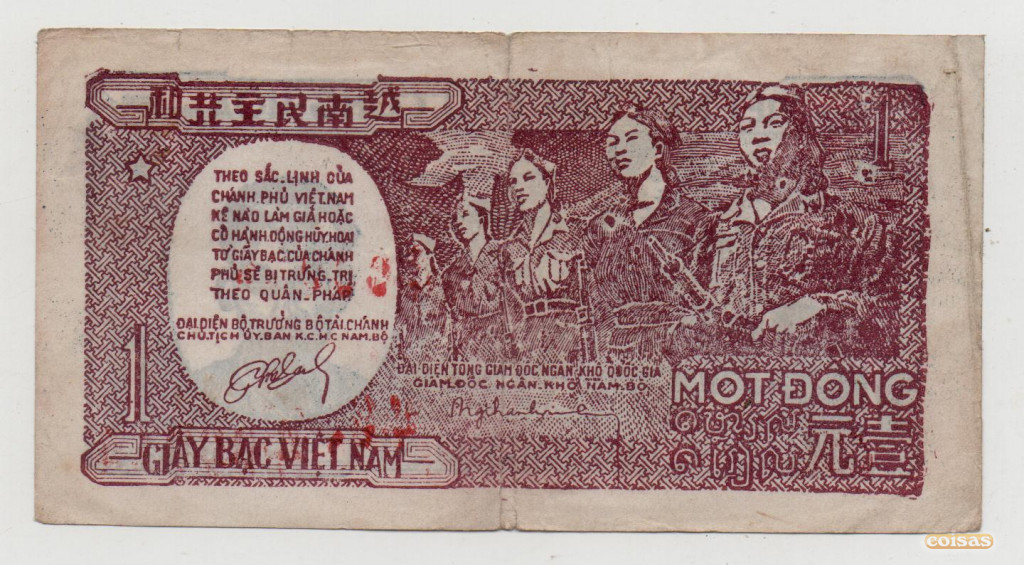 和共主民南越
1
THEO SẮC-LỊNH CỦA
CHÁNH-PHỦ VIỆT-NAM
KẺ NÀO LÀM GIẢ HOẶC
CÓ HÀNH-ĐỘNG HỦY-HOẠI
TỜ GIẤY BẠC CỦA CHÁNH
PHỦ SẼ BỊ TRỪNG-TRỊ
THEO QUÂN-PHÁP
ĐẠI DIỆN BỘ-TRƯỞNG BỘ TÀI-CHÁNH
CHỦ-TỊCH ỦY-BAN K.C.H.C NAM-BỘ
ĐẠI-DIỆN TỔNG GIÁM ĐỐC NGÂN-KHỐ QUỐC-GIA
GIÁM-ĐỐC NGÂN-KHỐ NAM-BỘ
1
MỘT ĐỒNG
元壹
GIẤY BẠC VIỆT NAM
coisas